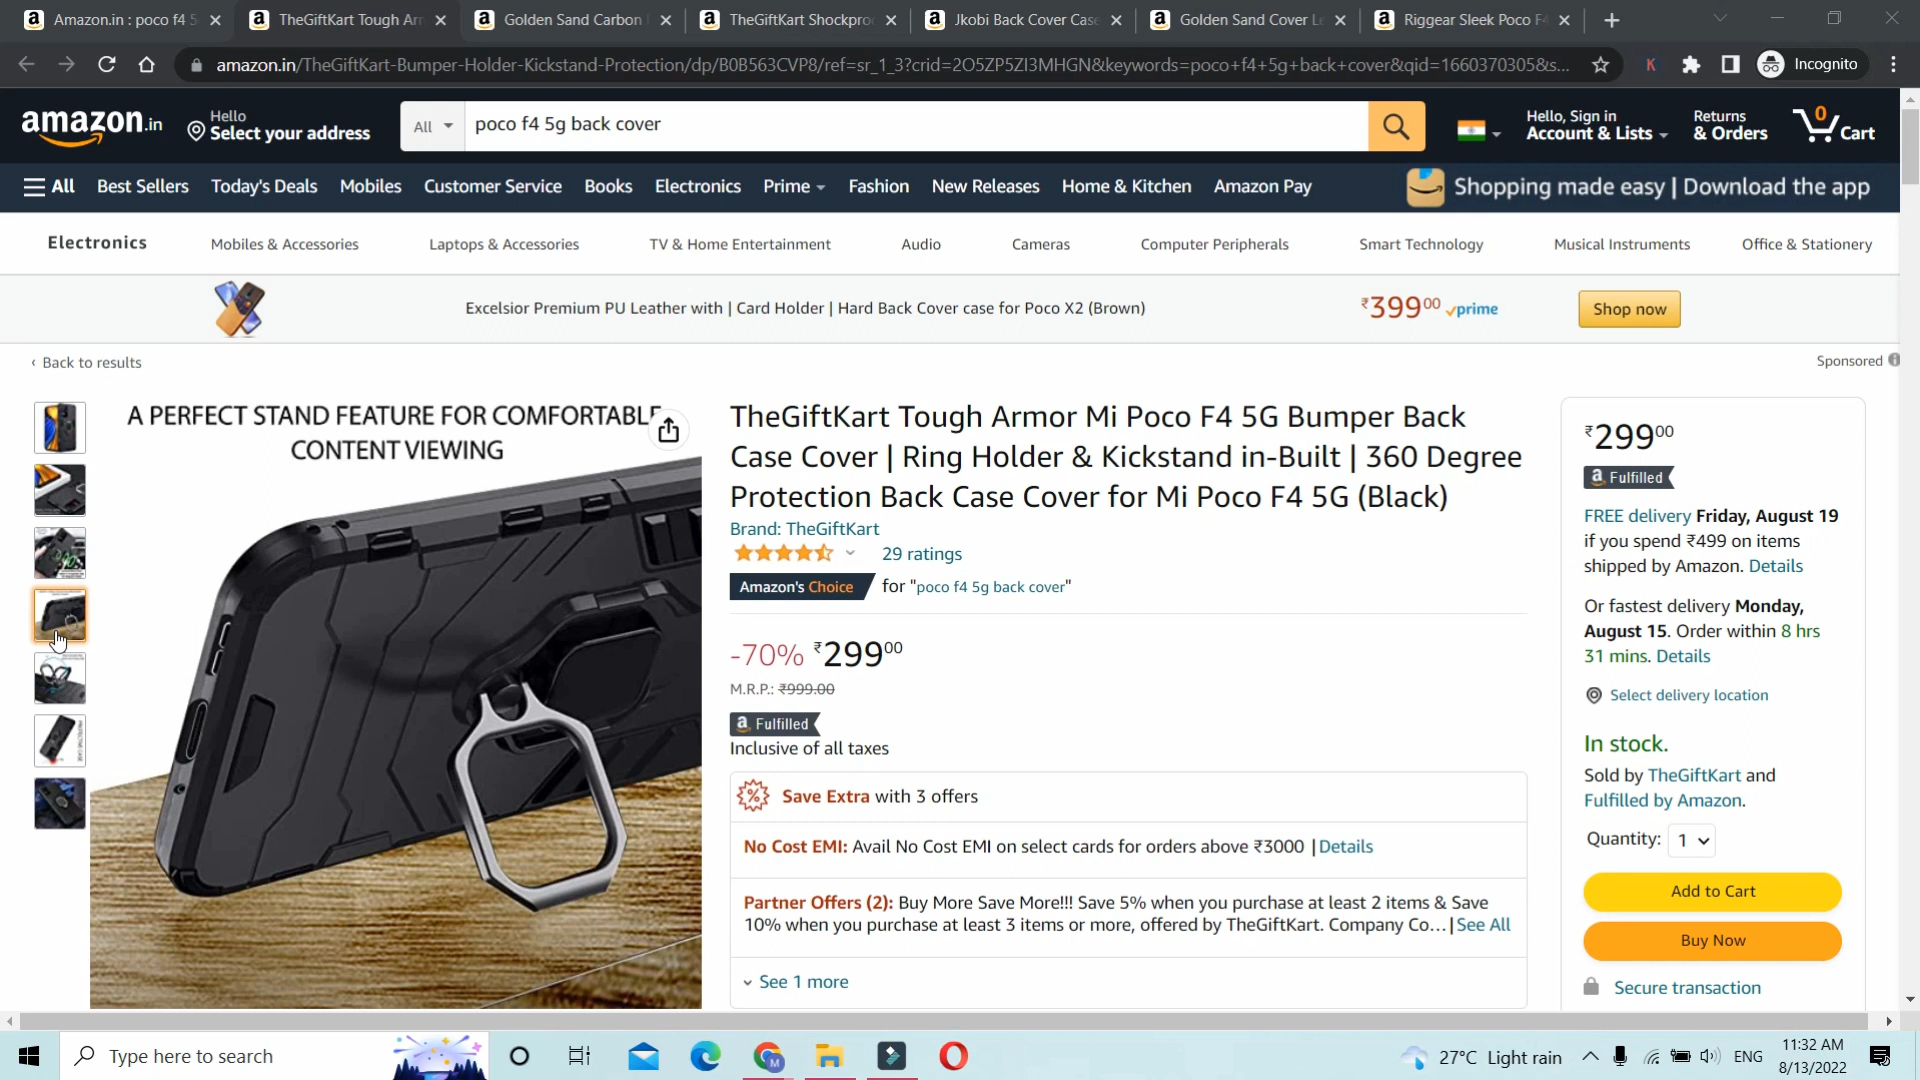 Amazon.in : poco f4 5
TheGiftKart Tough Arm
Golden Sand Carbon
TheGiftKart Shockproo
Jkobi Back Cover Case
Golden Sand Cover Le
Riggear Sleek Poco F4
amazon.in/TheGiftKart-Bumper-Holder-Kickstand-Protection/dp/B0B563CVP8/ref=sr_1_3?crid=2O5ZP5ZI3MHGN&keywords=poco+f4+5g+back+cover&qid=1660370305&s...
K
Incognito
amazon.in
Hello
Select your address
All
poco f4 5g back cover
Hello, Sign in
Account & Lists
Returns
& Orders
0
Cart
All
Best Sellers
Today's Deals
Mobiles
Customer Service
Books
Electronics
Prime
Fashion
New Releases
Home & Kitchen
Amazon Pay
Shopping made easy | Download the app
Electronics
Mobiles & Accessories
Laptops & Accessories
TV & Home Entertainment
Audio
Cameras
Computer Peripherals
Smart Technology
Musical Instruments
Office & Stationery
Excelsior Premium PU Leather with | Card Holder | Hard Back Cover case for Poco X2 (Brown)
₹39900 prime
Shop now
‹ Back to results
Sponsored
A PERFECT STAND FEATURE FOR COMFORTABLE
CONTENT VIEWING
TheGiftKart Tough Armor Mi Poco F4 5G Bumper Back
Case Cover | Ring Holder & Kickstand in-Built | 360 Degree
Protection Back Case Cover for Mi Poco F4 5G (Black)
Brand: TheGiftKart
29 ratings
Amazon's Choice for "poco f4 5g back cover"
-70% ₹29900
M.R.P.: ₹999.00
a Fulfilled
Inclusive of all taxes
Save Extra with 3 offers
No Cost EMI: Avail No Cost EMI on select cards for orders above ₹3000 | Details
Partner Offers (2): Buy More Save More!!! Save 5% when you purchase at least 2 items & Save
10% when you purchase at least 3 items or more, offered by TheGiftKart. Company Co... | See All
See 1 more
₹29900
a Fulfilled
FREE delivery Friday, August 19
if you spend ₹499 on items
shipped by Amazon. Details
Or fastest delivery Monday,
August 15. Order within 8 hrs
31 mins. Details
Select delivery location
In stock.
Sold by TheGiftKart and
Fulfilled by Amazon.
Quantity: 1
Add to Cart
Buy Now
Secure transaction
Type here to search
27°C Light rain
ENG
11:32 AM
8/13/2022